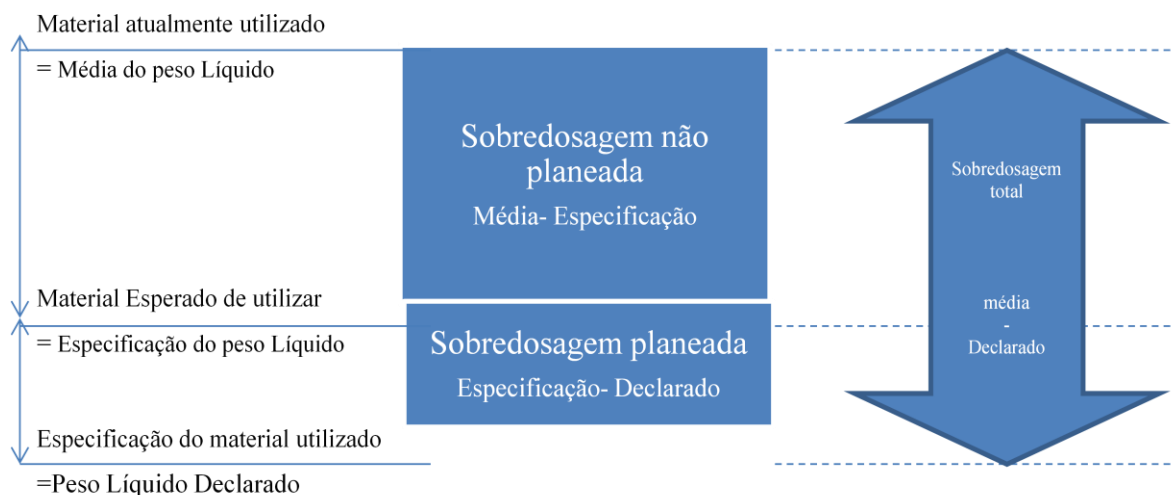 Material atualmente utilizado
= Média do peso Líquido
Sobredosagem não
planeada
Média- Especificação
Material Esperado de utilizar
= Especificação do peso Líquido
Sobredosagem planeada
Especificação- Declarado
Especificação do material utilizado
=Peso Líquido Declarado
Sobredosagem
total
média
-
Declarado